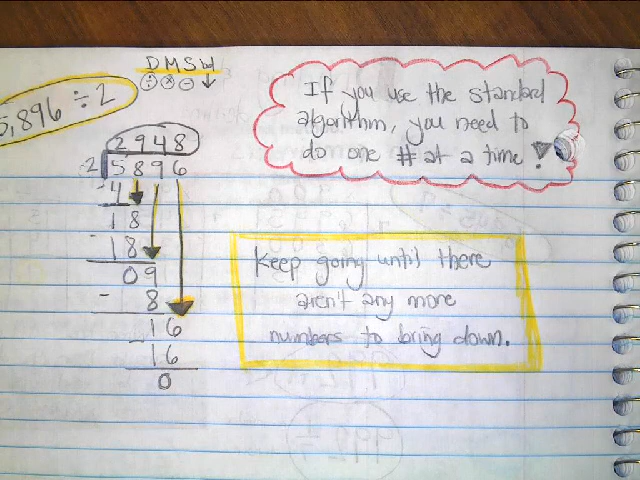 DMSW
÷ × − ↓
5,896 ÷ 2
2948
2 5896
-4
18
-18
09
- 8
16
- 16
0
If you use the standard
algorithm, you need to
do one # at a time!
Keep going until there
aren't any more
numbers to bring down.